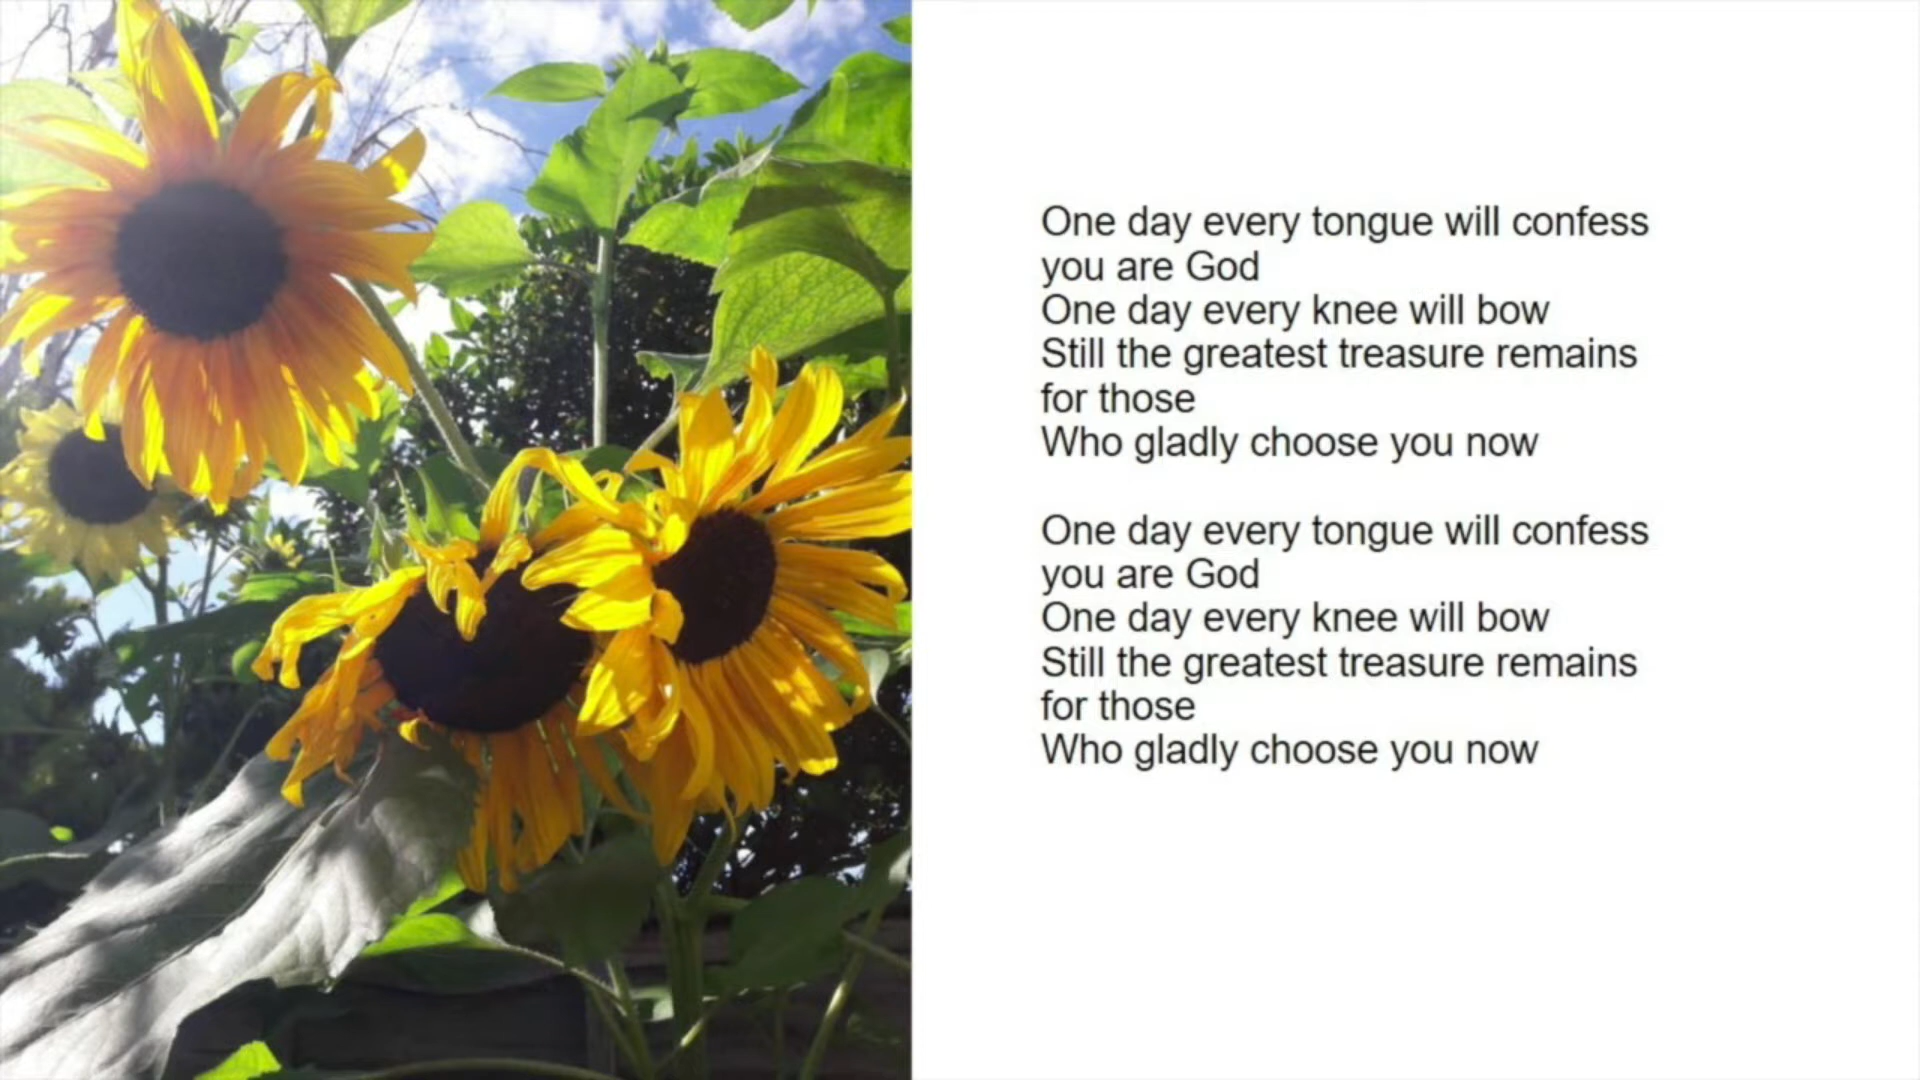 One day every tongue will confess
you are God
One day every knee will bow
Still the greatest treasure remains
for those
Who gladly choose you now

One day every tongue will confess
you are God
One day every knee will bow
Still the greatest treasure remains
for those
Who gladly choose you now